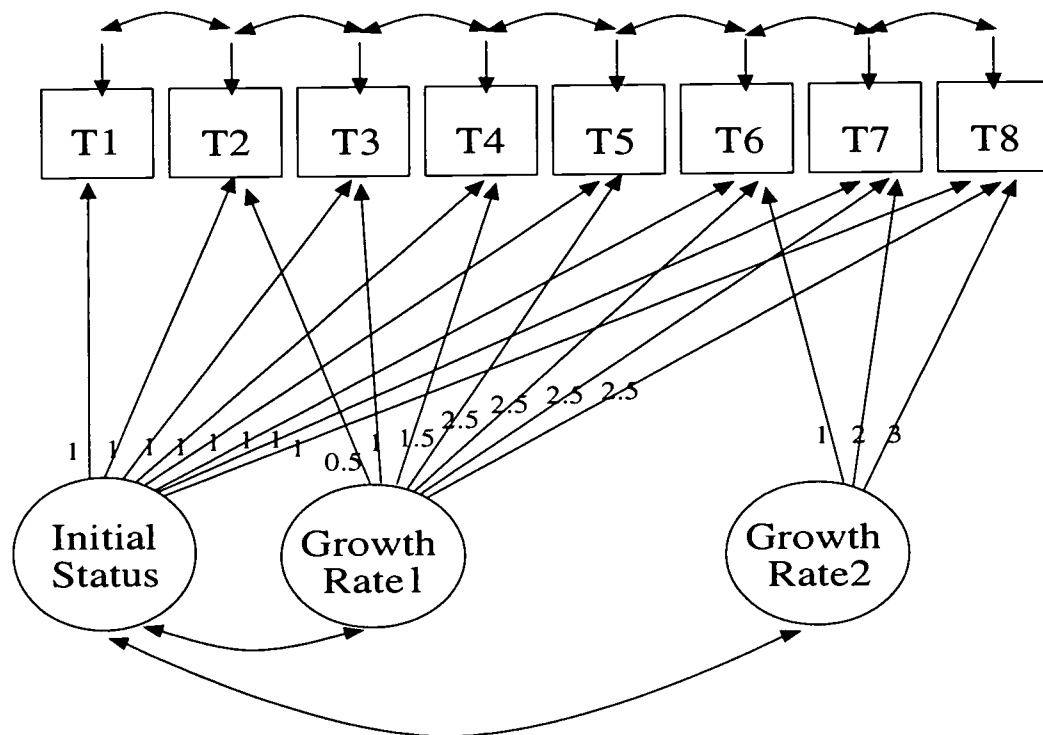 T1 T2 T3 T4 T5 T6 T7 T8
1 1 1 1 1 1 1 1 0.5 1 1.5 2.5 2.5 2.5 2.5 1 2 3
Initial
Status
Growth
Rate1
Growth
Rate2